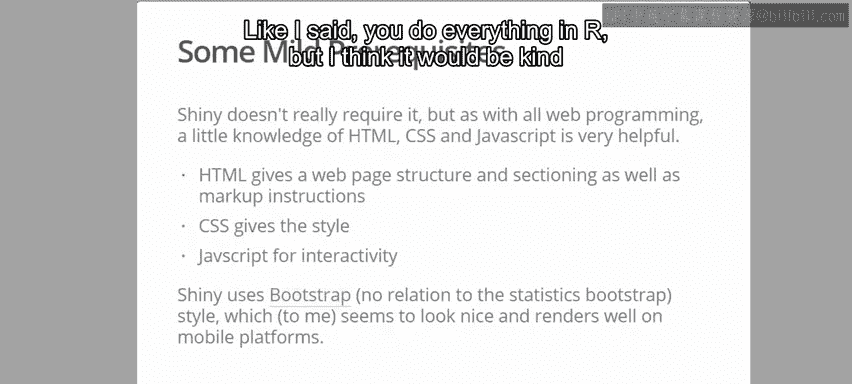 Like I said, you do everything in R,
but I think it would be kind
Some Mild Prerequisites
Shiny doesn't really require it, but as with all web programming,
a little knowledge of HTML, CSS and Javascript is very helpful.
· HTML gives a web page structure and sectioning as well as
markup instructions
· CSS gives the style
· Javscript for interactivity
Shiny uses Bootstrap (no relation to the statistics bootstrap)
style, which (to me) seems to look nice and renders well on
mobile platforms.